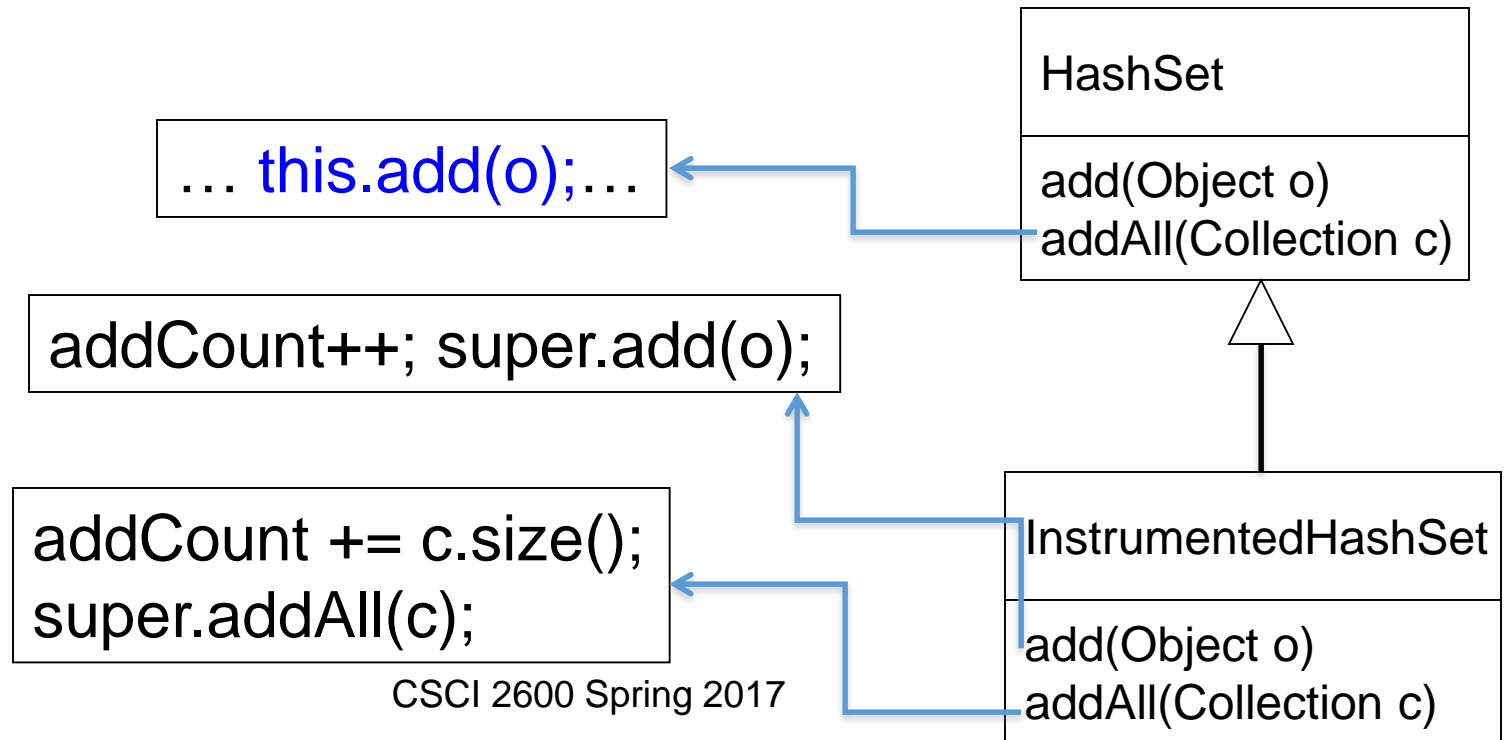 HashSet
add(Object o)
addAll(Collection c)
… this.add(o);…
addCount++; super.add(o);
addCount += c.size();
super.addAll(c);
InstrumentedHashSet
add(Object o)
addAll(Collection c)
CSCI 2600 Spring 2017